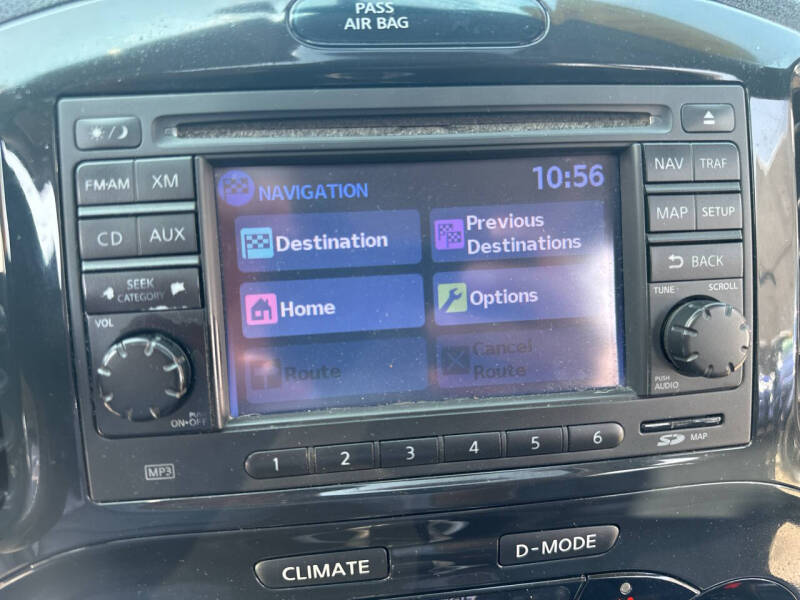 PASS
AIR BAG
FM·AM XM
CD AUX
SEEK
CATEGORY
VOL
PUSH
ON•OFF
MP3
NAVIGATION 10:56
Destination
Previous
Destinations
Home
Options
Route
Cancel
Route
1 2 3 4 5 6
NAV TRAF
MAP SETUP
BACK
TUNE SCROLL
PUSH
AUDIO
SD MAP
CLIMATE
D-MODE